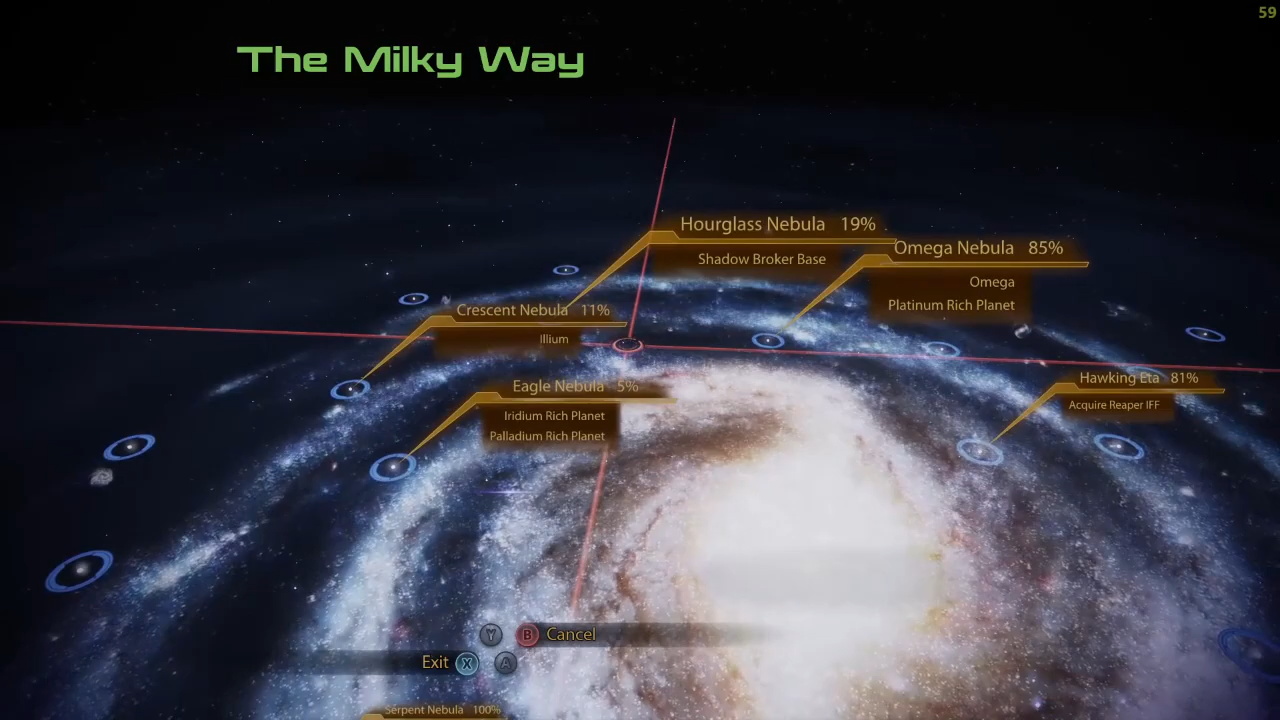 59
The Milky Way
Hourglass Nebula 19%
Shadow Broker Base
Omega Nebula 85%
Omega
Platinum Rich Planet
Crescent Nebula 11%
Illium
Eagle Nebula 5%
Iridium Rich Planet
Palladium Rich Planet
Hawking Eta 81%
Acquire Reaper IFF
Y
B Cancel
Exit X
A
Serpent Nebula 100%